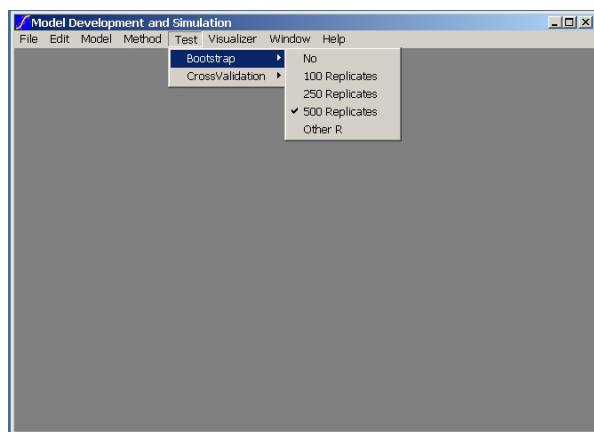 Model Development and Simulation
File Edit Model Method Test Visualizer Window Help
Bootstrap
CrossValidation
No
100 Replicates
250 Replicates
500 Replicates
Other R